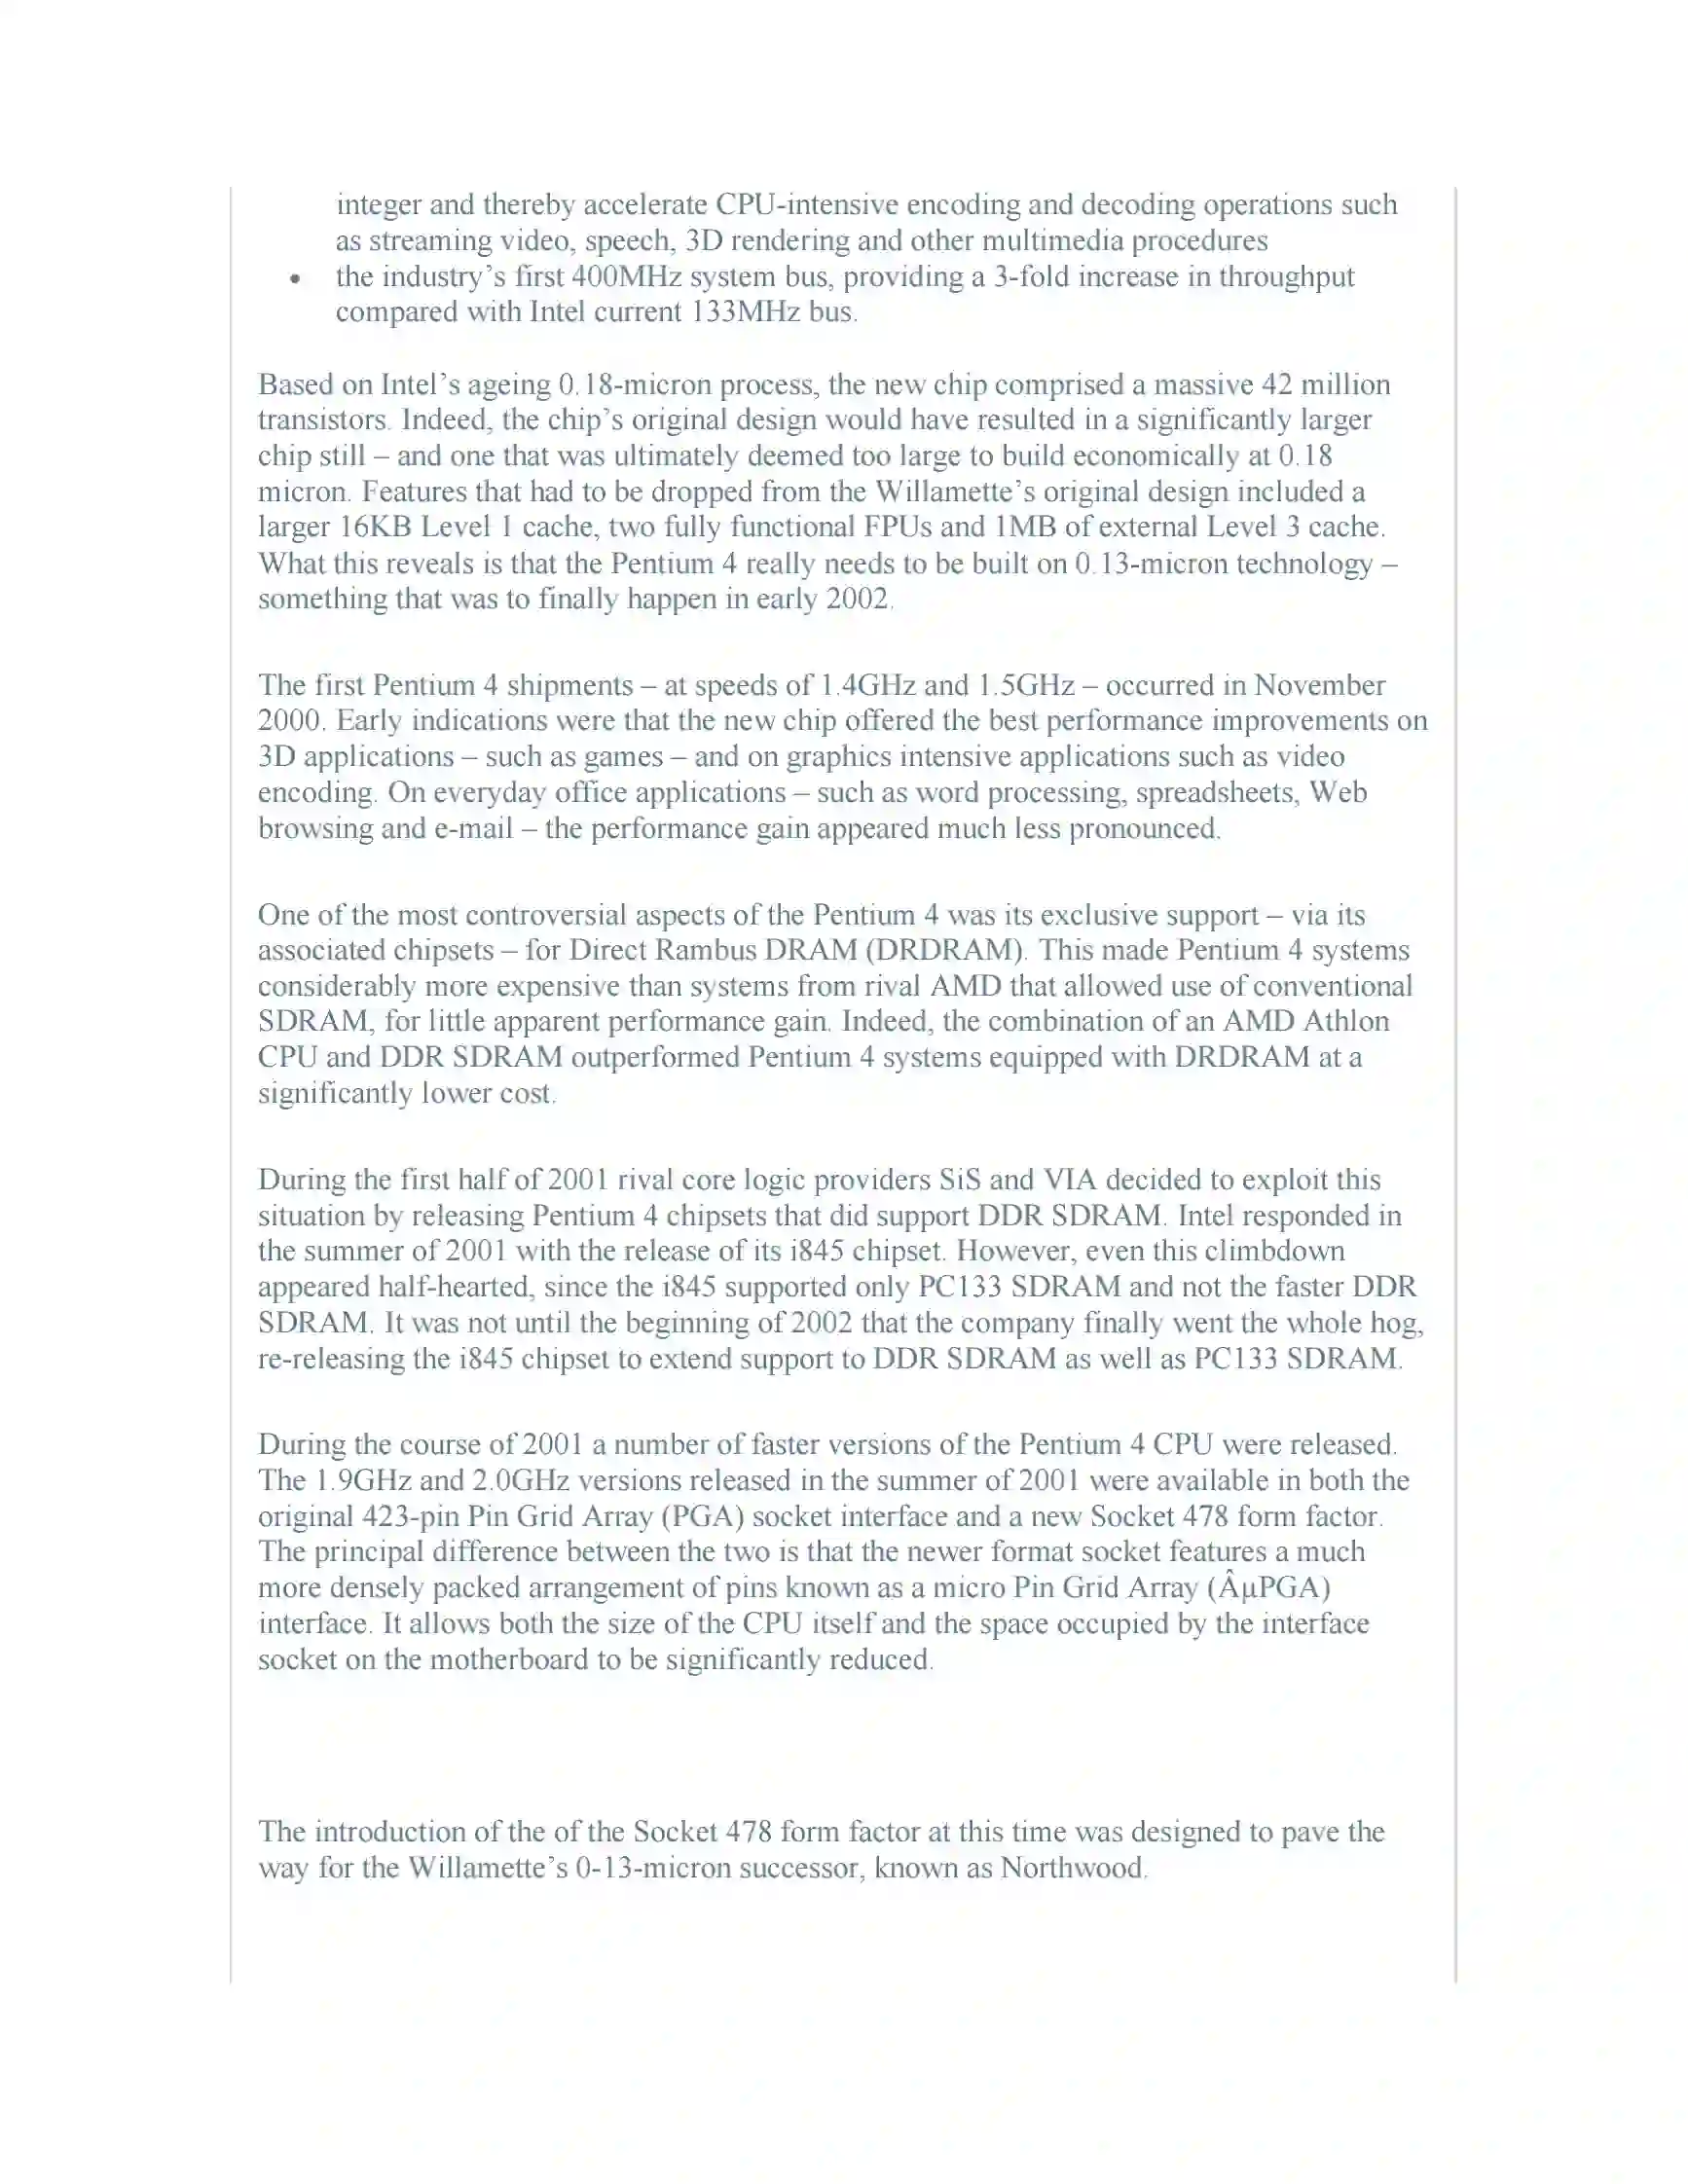 integer and thereby accelerate CPU-intensive encoding and decoding operations such
as streaming video, speech, 3D rendering and other multimedia procedures
• the industry’s first 400MHz system bus, providing a 3-fold increase in throughput
compared with Intel current 133MHz bus.
Based on Intel’s ageing 0.18-micron process, the new chip comprised a massive 42 million
transistors. Indeed, the chip’s original design would have resulted in a significantly larger
chip still – and one that was ultimately deemed too large to build economically at 0.18
micron. Features that had to be dropped from the Willamette’s original design included a
larger 16KB Level 1 cache, two fully functional FPUs and 1MB of external Level 3 cache.
What this reveals is that the Pentium 4 really needs to be built on 0.13-micron technology –
something that was to finally happen in early 2002.
The first Pentium 4 shipments – at speeds of 1.4GHz and 1.5GHz – occurred in November
2000. Early indications were that the new chip offered the best performance improvements on
3D applications – such as games – and on graphics intensive applications such as video
encoding. On everyday office applications – such as word processing, spreadsheets, Web
browsing and e-mail – the performance gain appeared much less pronounced.
One of the most controversial aspects of the Pentium 4 was its exclusive support – via its
associated chipsets – for Direct Rambus DRAM (DRDRAM). This made Pentium 4 systems
considerably more expensive than systems from rival AMD that allowed use of conventional
SDRAM, for little apparent performance gain. Indeed, the combination of an AMD Athlon
CPU and DDR SDRAM outperformed Pentium 4 systems equipped with DRDRAM at a
significantly lower cost.
During the first half of 2001 rival core logic providers SiS and VIA decided to exploit this
situation by releasing Pentium 4 chipsets that did support DDR SDRAM. Intel responded in
the summer of 2001 with the release of its i845 chipset. However, even this climbdown
appeared half-hearted, since the i845 supported only PC133 SDRAM and not the faster DDR
SDRAM. It was not until the beginning of 2002 that the company finally went the whole hog,
re-releasing the i845 chipset to extend support to DDR SDRAM as well as PC133 SDRAM.
During the course of 2001 a number of faster versions of the Pentium 4 CPU were released.
The 1.9GHz and 2.0GHz versions released in the summer of 2001 were available in both the
original 423-pin Pin Grid Array (PGA) socket interface and a new Socket 478 form factor.
The principal difference between the two is that the newer format socket features a much
more densely packed arrangement of pins known as a micro Pin Grid Array (ÂµPGA)
interface. It allows both the size of the CPU itself and the space occupied by the interface
socket on the motherboard to be significantly reduced.
The introduction of the of the Socket 478 form factor at this time was designed to pave the
way for the Willamette’s 0-13-micron successor, known as Northwood.